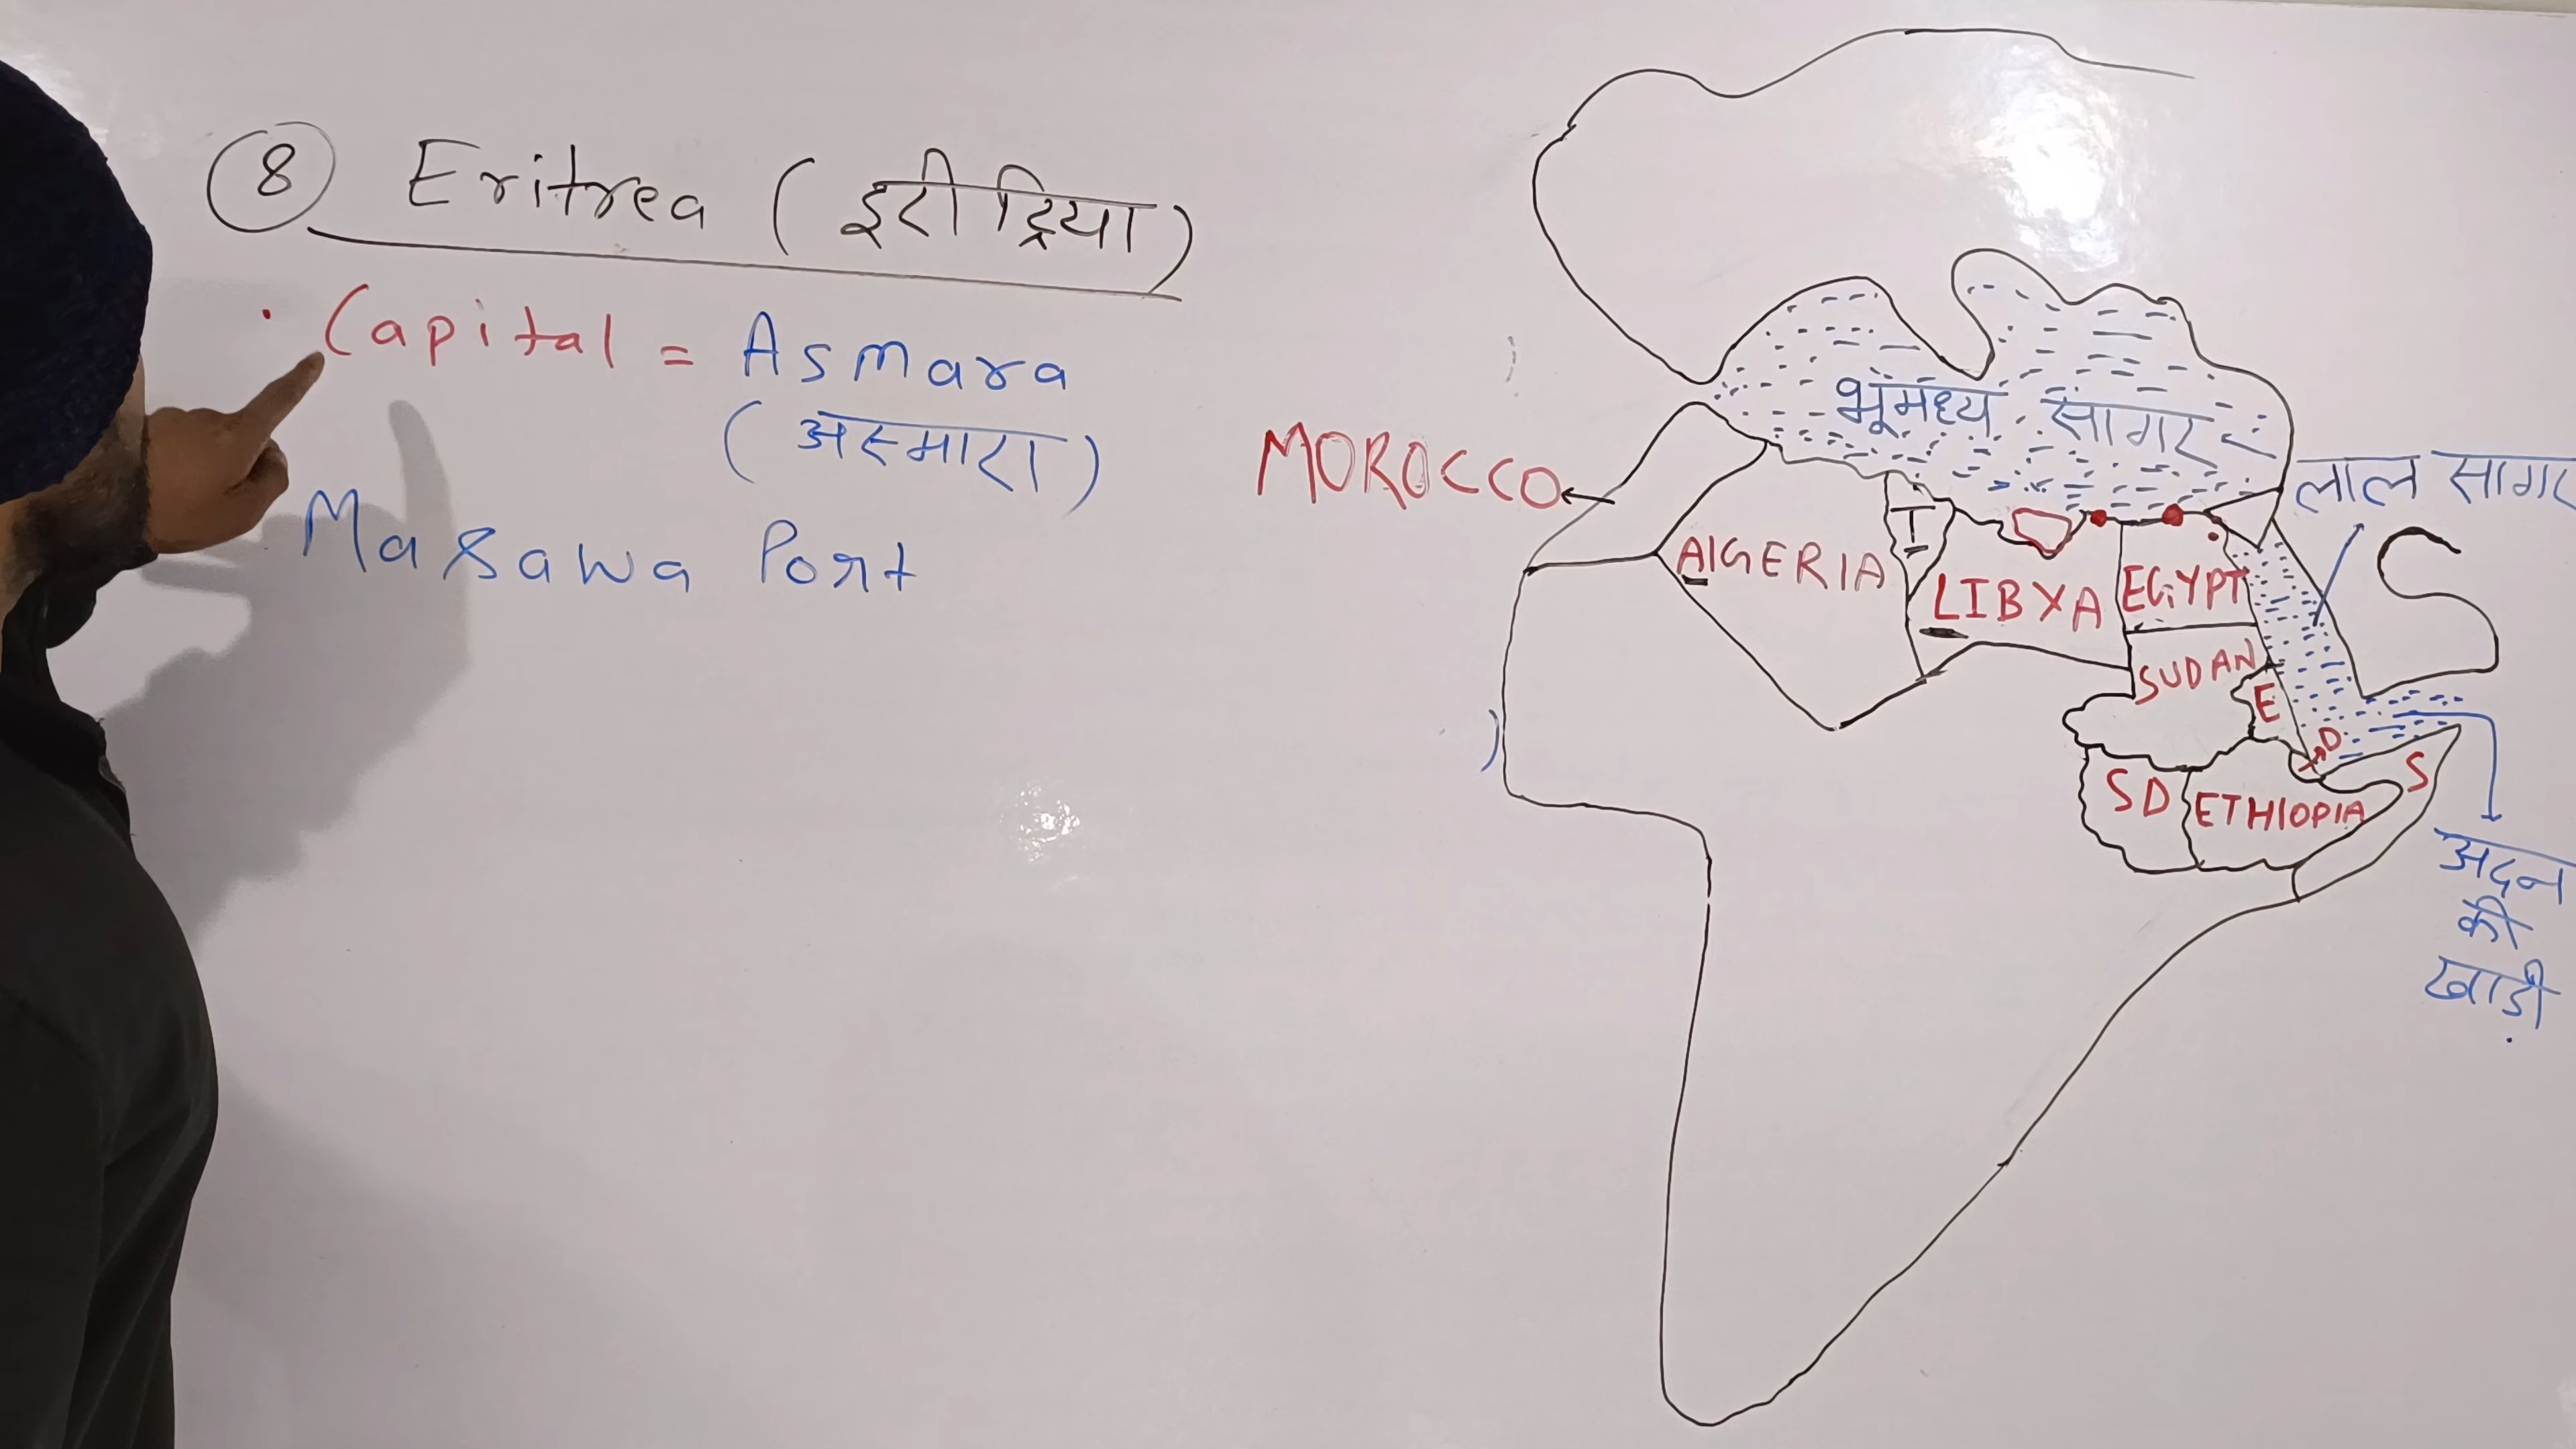 8 Eritrea (इरीट्रिया)
· Capital = Asmara
(अस्मारा)
Masawa Port
भूमध्य सागर
लाल सागर
MOROCCO
AlGERIA
T
LIBYA
EGYPT
SUDAN
E
D
S
SD
ETHIOPIA
अदन
की
खाड़ी